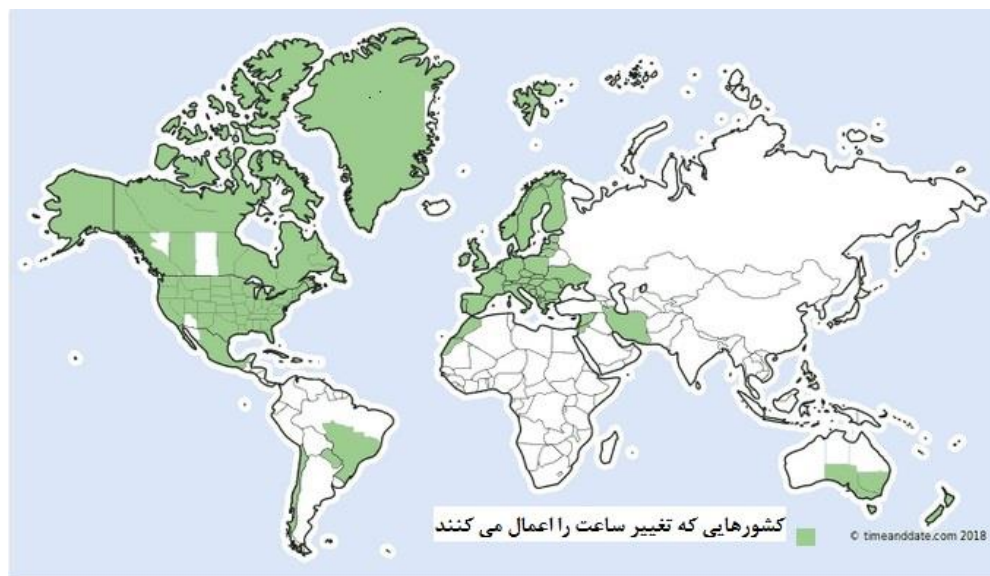 کشورهایی که تغییر ساعت را اعمال می کنند
© timeanddate.com 2018